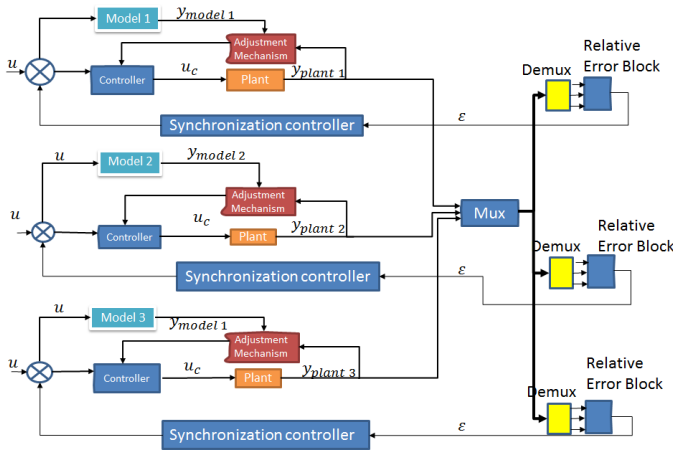 Model 1
y_model 1
u
Adjustment
Mechanism
Controller
u_c
Plant
y_plant 1
Synchronization controller
ε
Demux
Relative
Error Block
u
Model 2
y_model 2
u
Adjustment
Mechanism
Controller
u_c
Plant
y_plant 2
Synchronization controller
ε
Mux
Demux
Relative
Error Block
u
Model 3
y_model 1
u
Adjustment
Mechanism
Controller
u_c
Plant
y_plant 3
Synchronization controller
ε
Demux
Relative
Error Block